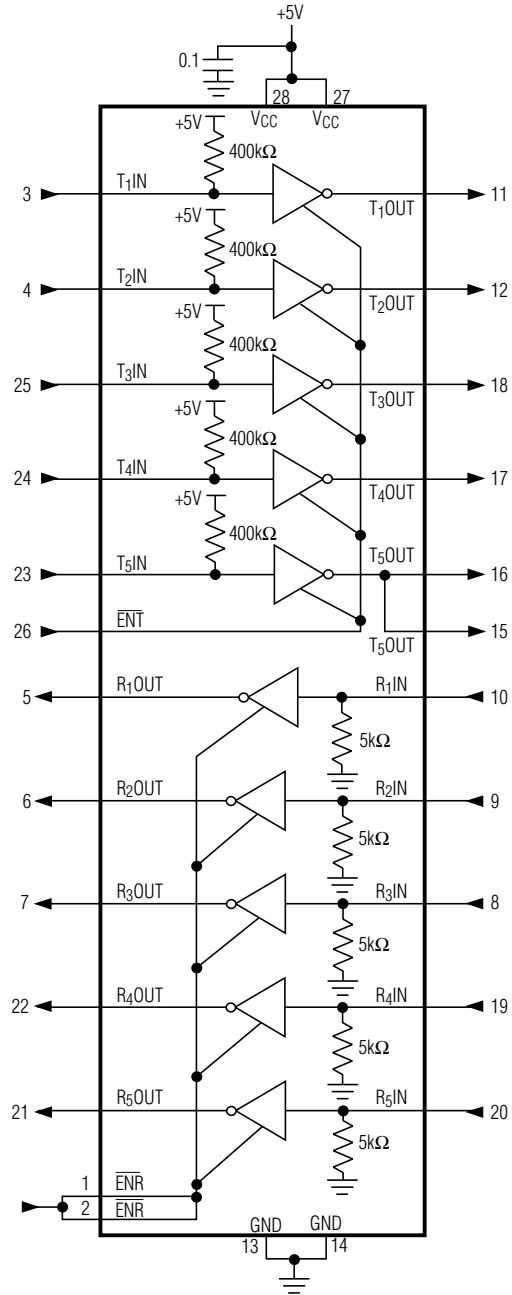 +5V
0.1
28 27
VCC VCC
+5V
400kΩ
3 T1IN T1OUT 11
+5V
400kΩ
4 T2IN T2OUT 12
+5V
400kΩ
25 T3IN T3OUT 18
+5V
400kΩ
24 T4IN T4OUT 17
+5V
400kΩ
23 T5IN T5OUT 16
26 E̅N̅T̅ 15
T5OUT
5 R1OUT R1IN 10
5kΩ
6 R2OUT R2IN 9
5kΩ
7 R3OUT R3IN 8
5kΩ
22 R4OUT R4IN 19
5kΩ
21 R5OUT R5IN 20
5kΩ
1 E̅N̅R̅
2 E̅N̅R̅
GND GND
13 14